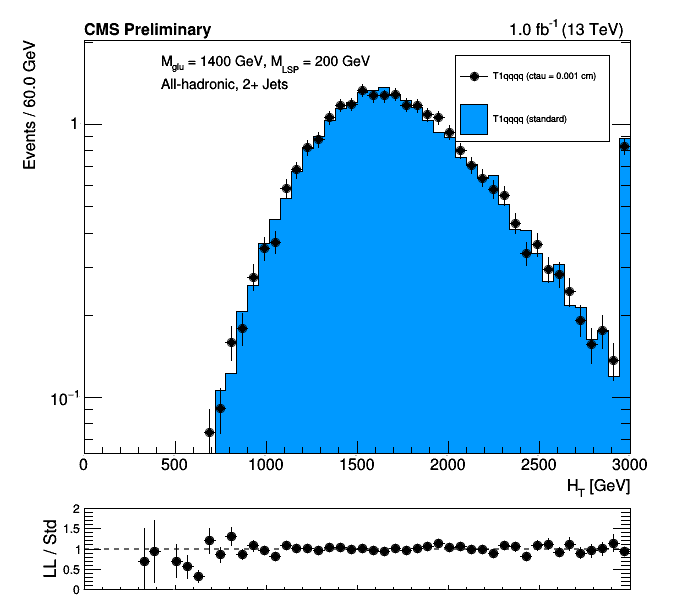 CMS Preliminary 1.0 fb⁻¹ (13 TeV)
Events / 60.0 GeV
M_glu = 1400 GeV, M_LSP = 200 GeV
All-hadronic, 2+ Jets
T1qqqq (ctau = 0.001 cm)
T1qqqq (standard)
1
10⁻¹
0 500 1000 1500 2000 2500 3000
H_T [GeV]
LL / Std
2
1.5
1
0.5
0